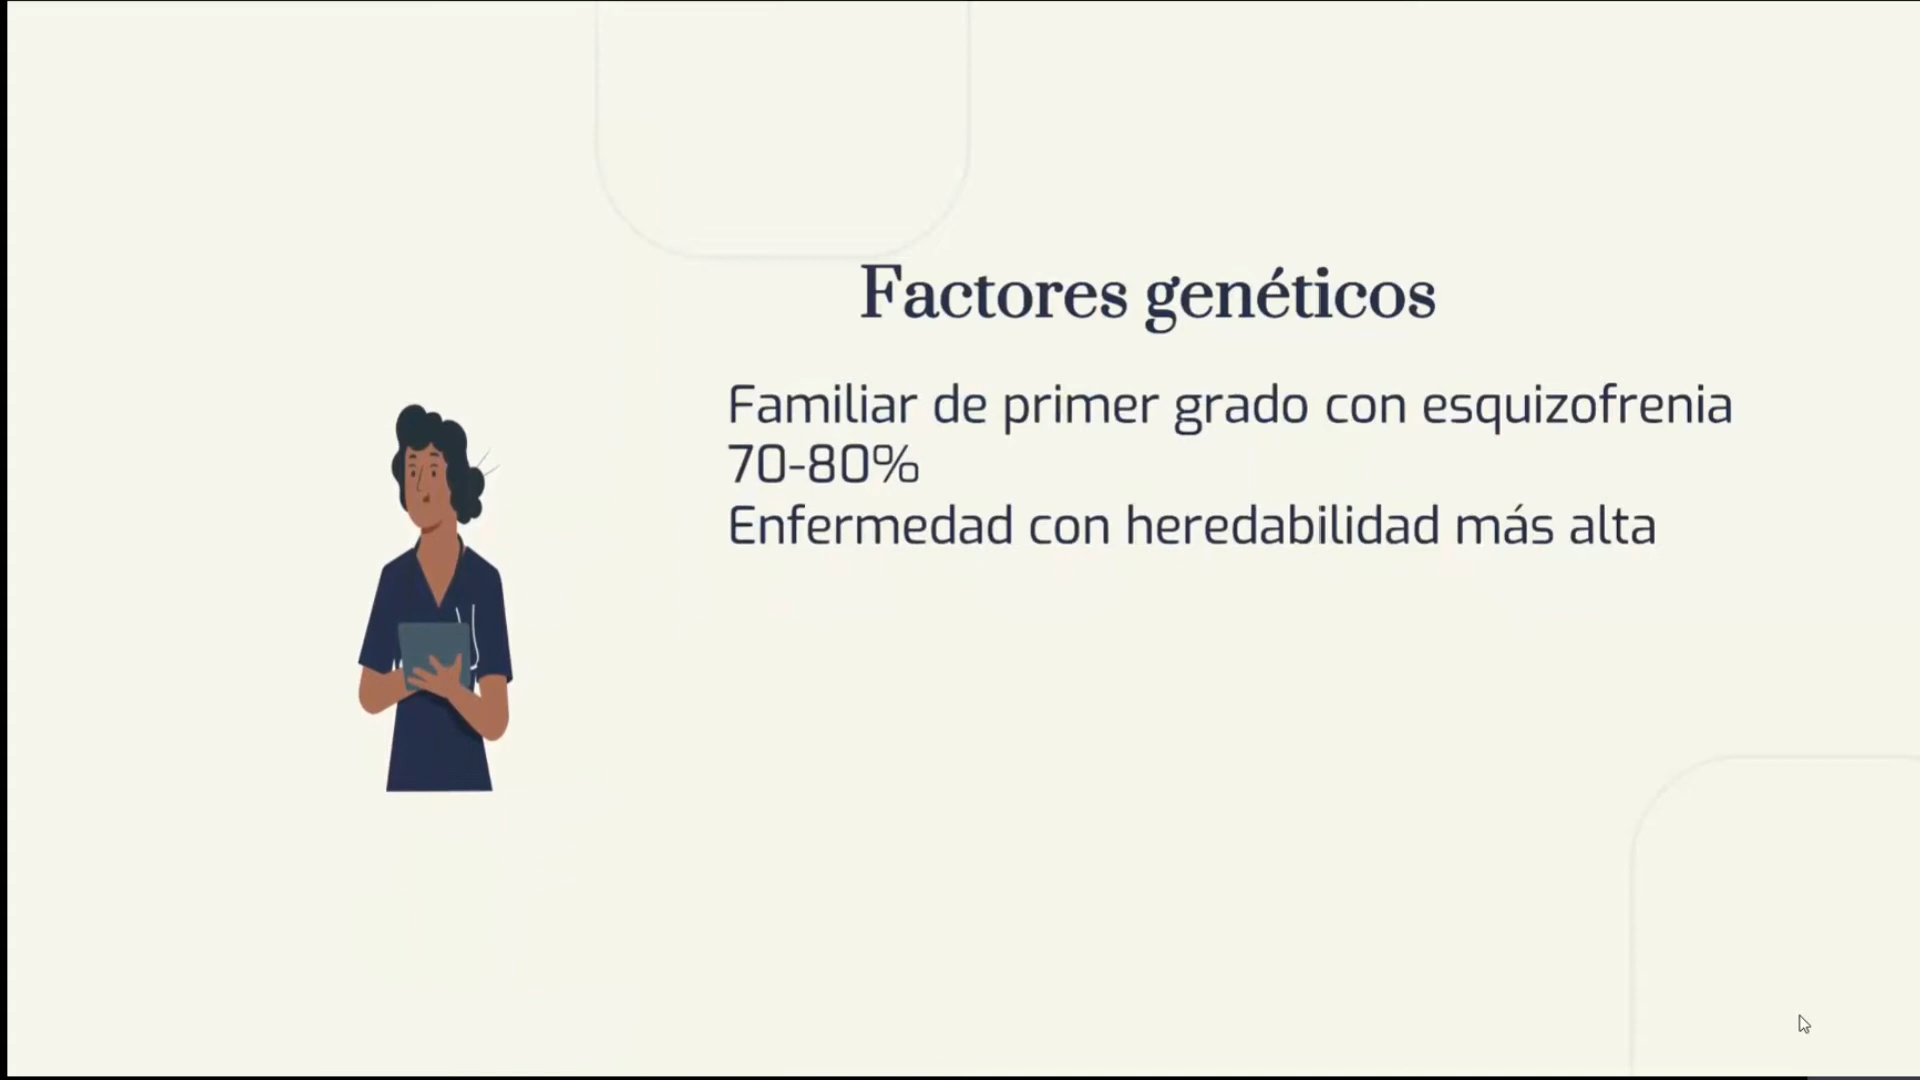 Factores genéticos
Familiar de primer grado con esquizofrenia
70-80%
Enfermedad con heredabilidad más alta